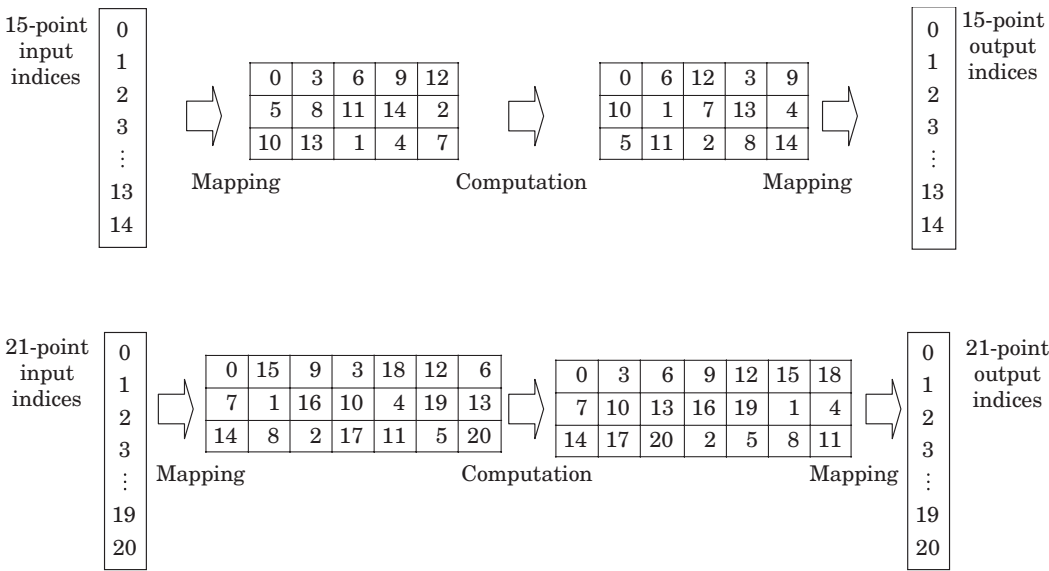 15-point
input
indices
0
1
2
3
⋮
13
14
Mapping
0 3 6 9 12
5 8 11 14 2
10 13 1 4 7
Computation
0 6 12 3 9
10 1 7 13 4
5 11 2 8 14
Mapping
0
1
2
3
⋮
13
14
15-point
output
indices
21-point
input
indices
0
1
2
3
⋮
19
20
Mapping
0 15 9 3 18 12 6
7 1 16 10 4 19 13
14 8 2 17 11 5 20
Computation
0 3 6 9 12 15 18
7 10 13 16 19 1 4
14 17 20 2 5 8 11
Mapping
0
1
2
3
⋮
19
20
21-point
output
indices